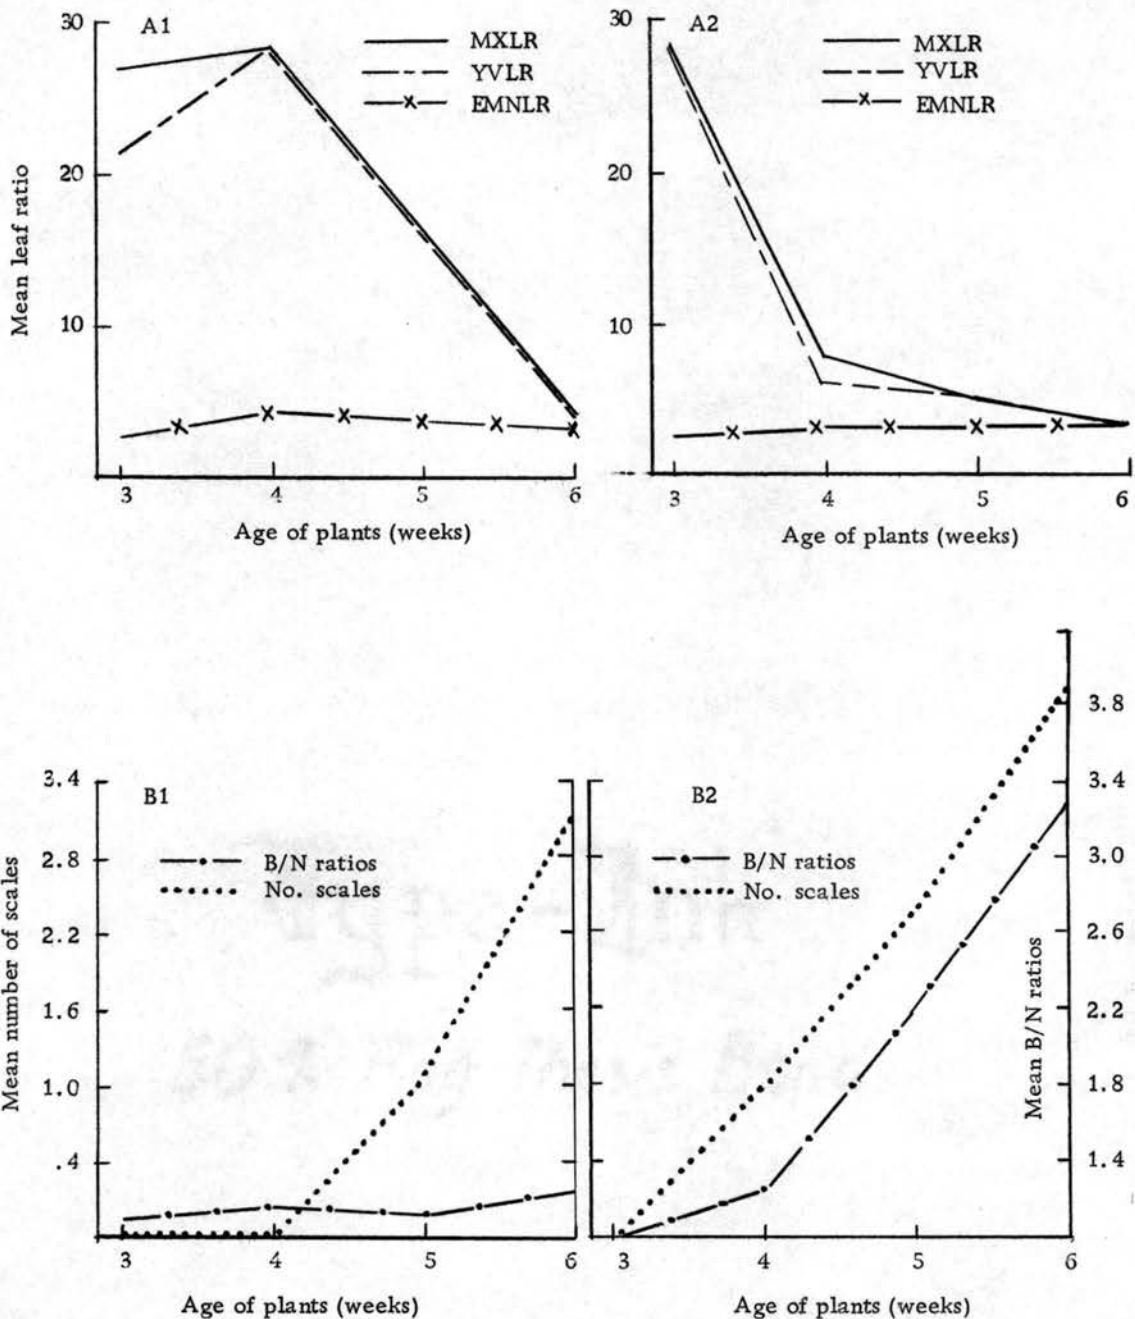 A1
30
20
10
MXLR
YVLR
EMNLR
Mean leaf ratio
3 4 5 6
Age of plants (weeks)
A2
30
20
10
MXLR
YVLR
EMNLR
3 4 5 6
Age of plants (weeks)
B1
3.4
2.8
2.2
1.6
1.0
.4
B/N ratios
No. scales
Mean number of scales
3 4 5 6
Age of plants (weeks)
B2
B/N ratios
No. scales
3.8
3.4
3.0
2.6
2.2
1.8
1.4
Mean B/N ratios
3 4 5 6
Age of plants (weeks)